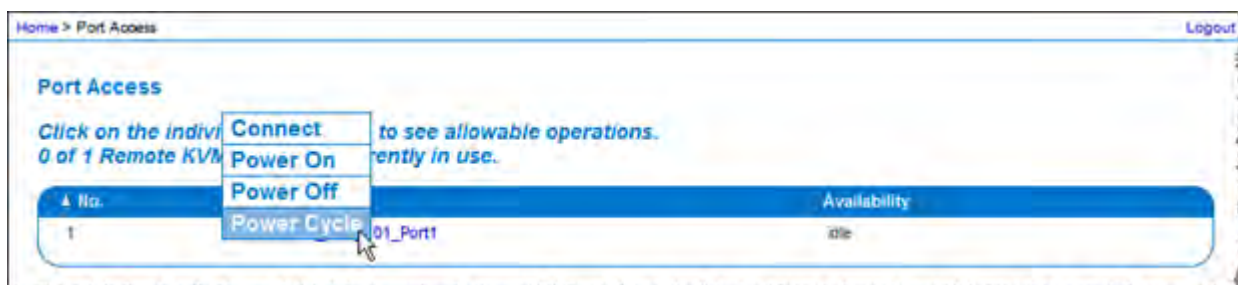 Home > Port Access Logout
Port Access
Click on the indivi to see allowable operations.
0 of 1 Remote KVM rently in use.
Connect
Power On
Power Off
Power Cycle
▲ No. Availability
1 01_Port1 idle